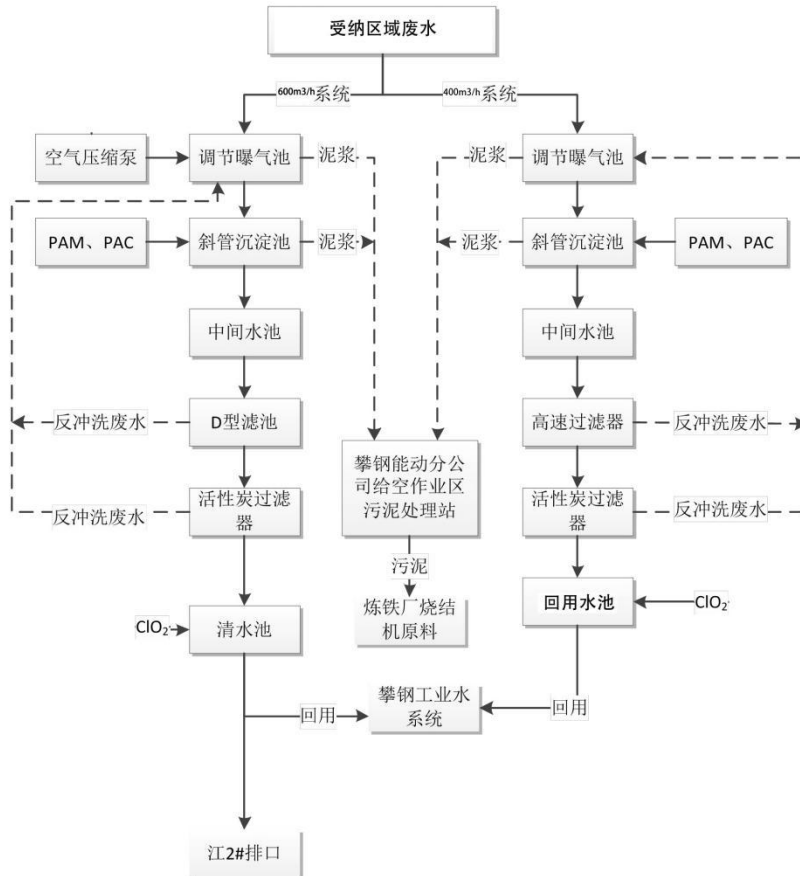 受纳区域废水
600m3/h系统
400m3/h系统
空气压缩泵
调节曝气池
泥浆
泥浆
调节曝气池
PAM、PAC
斜管沉淀池
泥浆
泥浆
斜管沉淀池
PAM、PAC
中间水池
中间水池
反冲洗废水
D型滤池
高速过滤器
反冲洗废水
攀钢能动分公
司给空作业区
污泥处理站
反冲洗废水
活性炭过滤
器
活性炭过滤
器
反冲洗废水
污泥
炼铁厂烧结
机原料
回用水池
ClO₂
ClO₂
清水池
回用
攀钢工业水
系统
回用
江2#排口